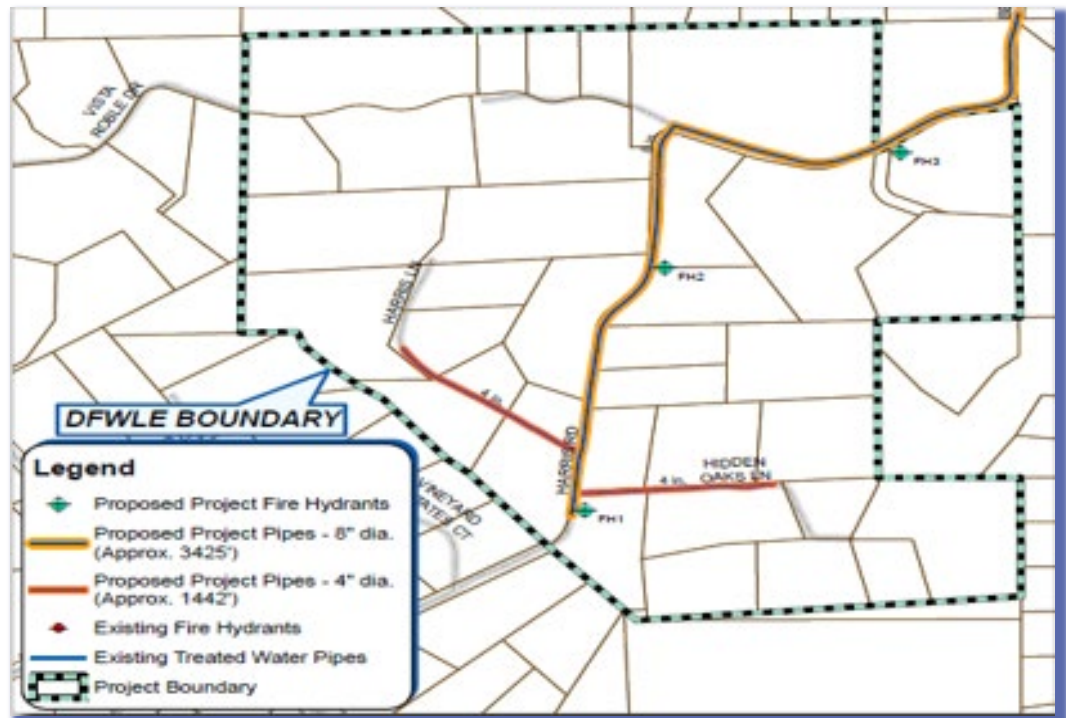 VISTA
ROBLE DR
FH3
FH2
HARRIS LN
4 in.
HARRIS RD
HIDDEN
OAKS LN
4 in.
FH1
DFWLE BOUNDARY
VINEYARD
CT
Legend
Proposed Project Fire Hydrants
Proposed Project Pipes - 8" dia.
(Approx. 3425')
Proposed Project Pipes - 4" dia.
(Approx. 1442')
Existing Fire Hydrants
Existing Treated Water Pipes
Project Boundary